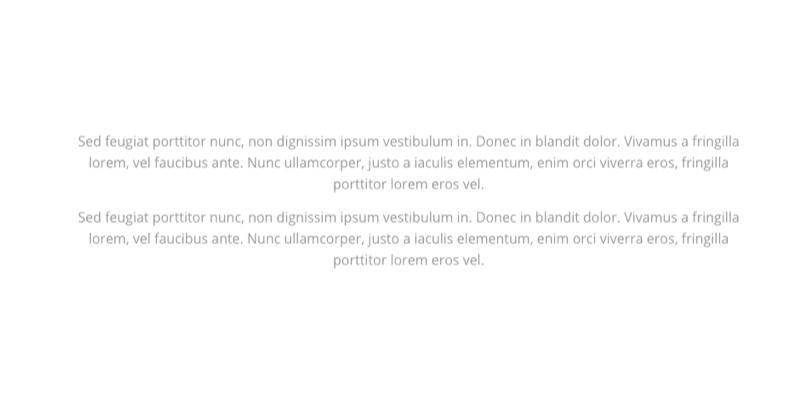 Sed feugiat porttitor nunc, non dignissim ipsum vestibulum in. Donec in blandit dolor. Vivamus a fringilla
lorem, vel faucibus ante. Nunc ullamcorper, justo a iaculis elementum, enim orci viverra eros, fringilla
porttitor lorem eros vel.
Sed feugiat porttitor nunc, non dignissim ipsum vestibulum in. Donec in blandit dolor. Vivamus a fringilla
lorem, vel faucibus ante. Nunc ullamcorper, justo a iaculis elementum, enim orci viverra eros, fringilla
porttitor lorem eros vel.